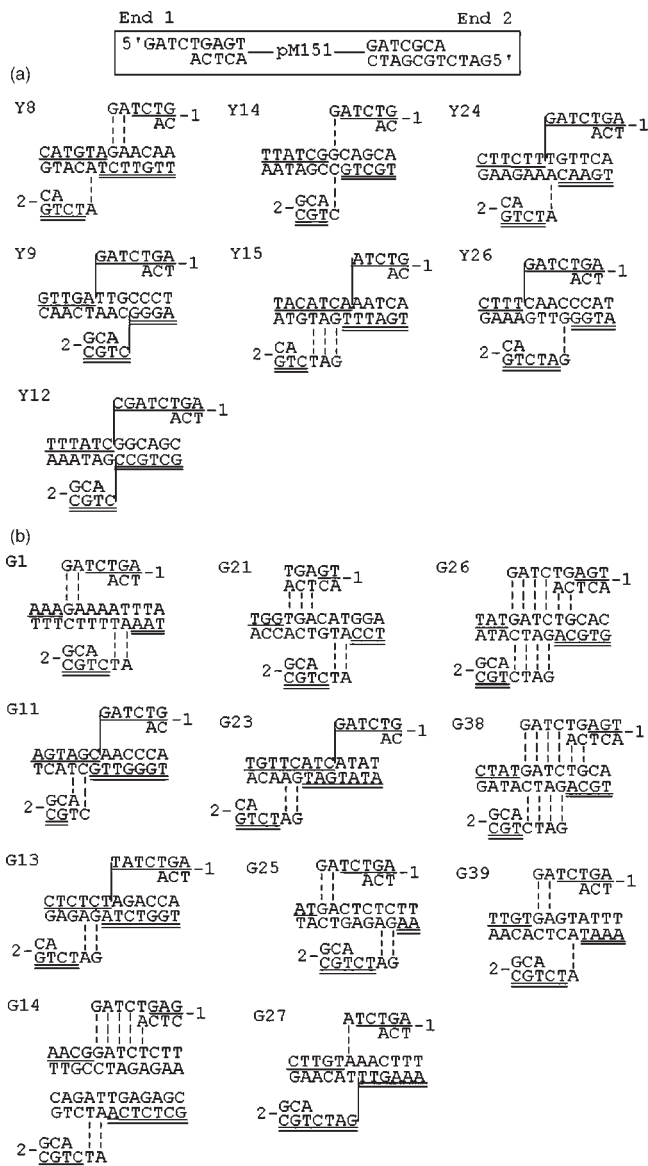 End 1 End 2
5'GATCTGAGT GATCGCA
ACTCA —pM151— CTAGCGTCTAG5'
(a)
Y8 GATCTG -1
AC
CATGTAGAACAA
GTACATCTTGTT
CA
2- GTCTA
Y14 GATCTG -1
AC
TTATCGGCAGCA
AATAGCCGTCGT
GCA
2- CGTC
Y24 GATCTGA -1
ACT
CTTCTTTGTTCA
GAAGAAACAAGT
CA
2- GTCTA
Y9 GATCTGA -1
ACT
GTTGATTGCCCT
CAACTAACGGGA
GCA
2- CGTC
Y15 ATCTG -1
AC
TACATCAAATCA
ATGTAGTTTAGT
CA
2- GTCTAG
Y26 GATCTGA -1
ACT
CTTTCAACCCAT
GAAAGTTGGGTA
CA
2- GTCTAG
Y12 CGATCTGA -1
ACT
TTTATCGGCAGC
AAATAGCCGTCG
GCA
2- CGTC
(b)
G1 GATCTGA -1
ACT
AAAGAAAATTTA
TTTCTTTTAAAT
GCA
2- CGTCTA
G21 TGAGT -1
ACTCA
TGGTGACATGGA
ACCACTGTACCT
GCA
2- CGTCTA
G26 GATCTGAGT -1
ACTCA
TATGATCTGCAC
ATACTAGACGTG
GCA
2- CGTCTAG
G11 GATCTG -1
AC
AGTAGCAACCCA
TCATCGTTGGGT
GCA
2- CGTC
G23 GATCTG -1
AC
TGTTCATCATAT
ACAAGTAGTATA
CA
2- GTCTAG
G38 GATCTGAGT -1
ACTCA
CTATGATCTGCA
GATACTAGACGT
GCA
2- CGTCTAG
G13 TATCTGA -1
ACT
CTCTCTAGACCA
GAGAGATCTGGT
CA
2- GTCTAG
G25 GATCTGA -1
ACT
ATGACTCTCTT
TACTGAGAGAA
GCA
2- CGTCTAG
G39 GATCTGA -1
ACT
TTGTGAGTATTT
AACACTCATAAA
GCA
2- CGTCTA
G14 GATCTGAG -1
ACTC
AACGGATCTCTT
TTGCCTAGAGAA
CAGATTGAGAGC
GTCTAACTCTCG
GCA
2- CGTCTA
G27 ATCTGA -1
ACT
CTTGTAAACTTT
GAACATTTGAAA
GCA
2- CGTCTAG